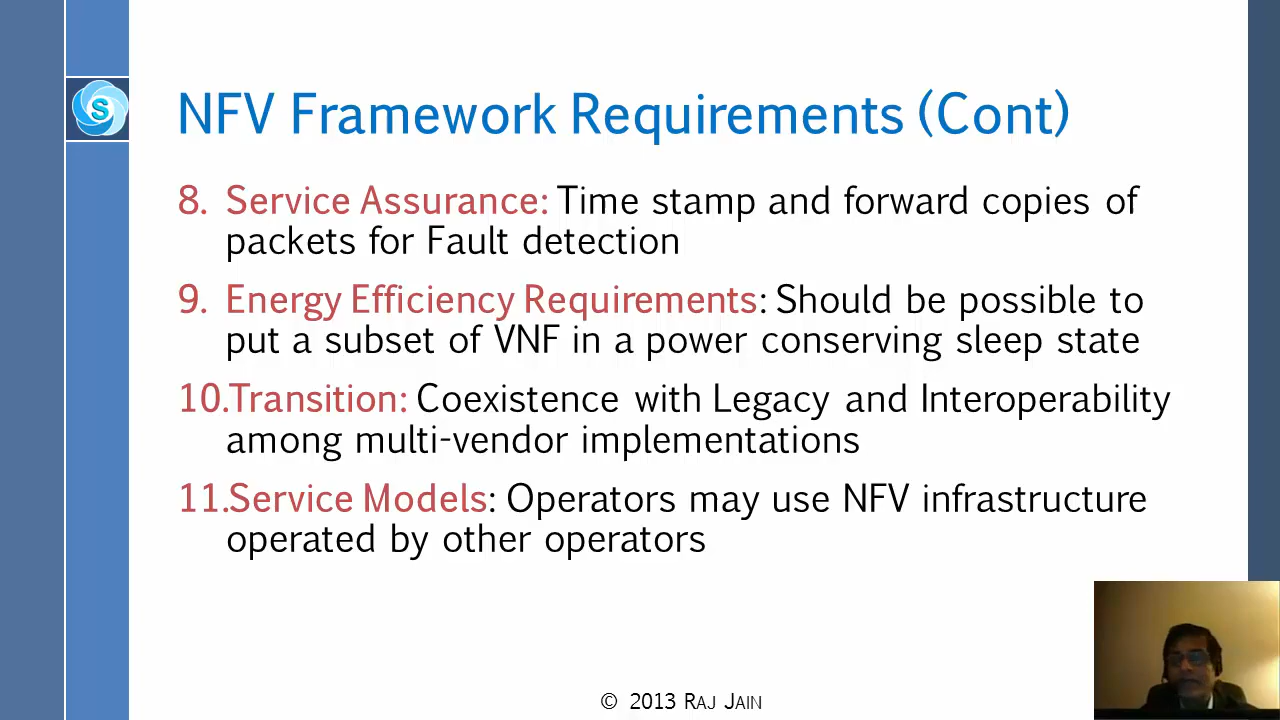 S
NFV Framework Requirements (Cont)
8. Service Assurance: Time stamp and forward copies of
packets for Fault detection
9. Energy Efficiency Requirements: Should be possible to
put a subset of VNF in a power conserving sleep state
10.Transition: Coexistence with Legacy and Interoperability
among multi-vendor implementations
11.Service Models: Operators may use NFV infrastructure
operated by other operators
© 2013 RAJ JAIN